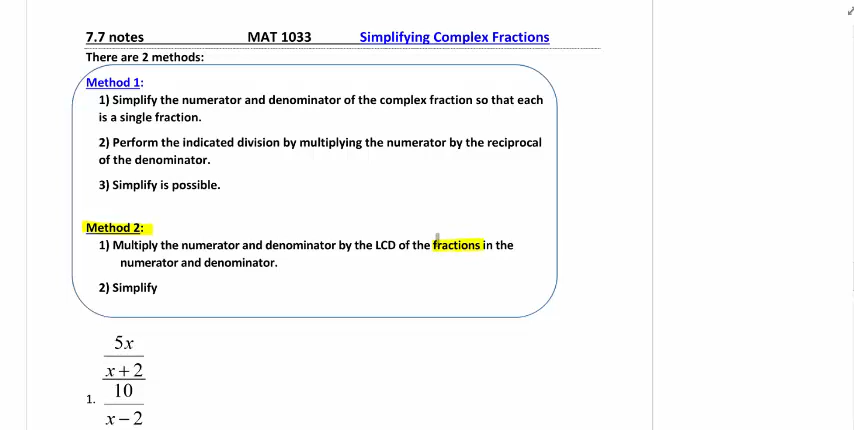 7.7 notes MAT 1033 Simplifying Complex Fractions
There are 2 methods:
Method 1:
1) Simplify the numerator and denominator of the complex fraction so that each
is a single fraction.
2) Perform the indicated division by multiplying the numerator by the reciprocal
of the denominator.
3) Simplify is possible.
Method 2:
1) Multiply the numerator and denominator by the LCD of the fractions in the
numerator and denominator.
2) Simplify
5x
x + 2
1. 10
x − 2